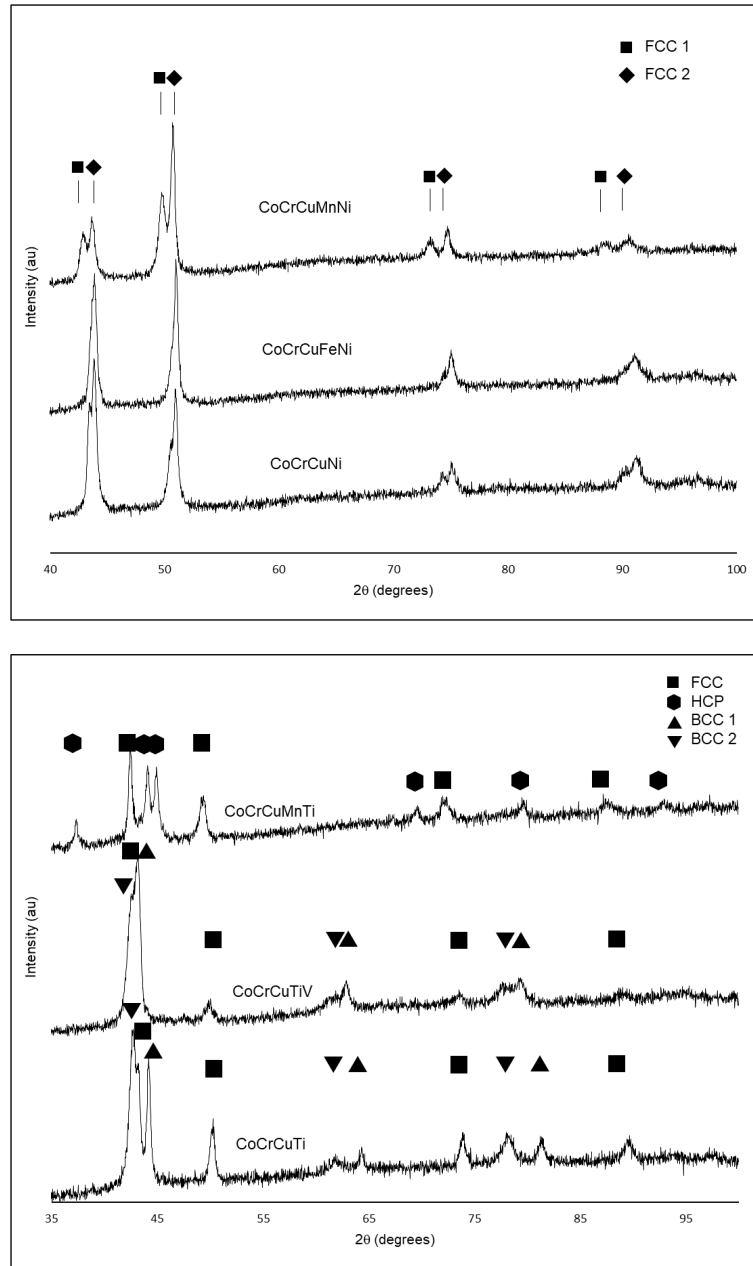 FCC 1
FCC 2
CoCrCuMnNi
CoCrCuFeNi
CoCrCuNi
Intensity (au)
40 50 60 70 80 90 100
2θ (degrees)
FCC
HCP
BCC 1
BCC 2
CoCrCuMnTi
CoCrCuTiV
CoCrCuTi
Intensity (au)
35 45 55 65 75 85 95
2θ (degrees)